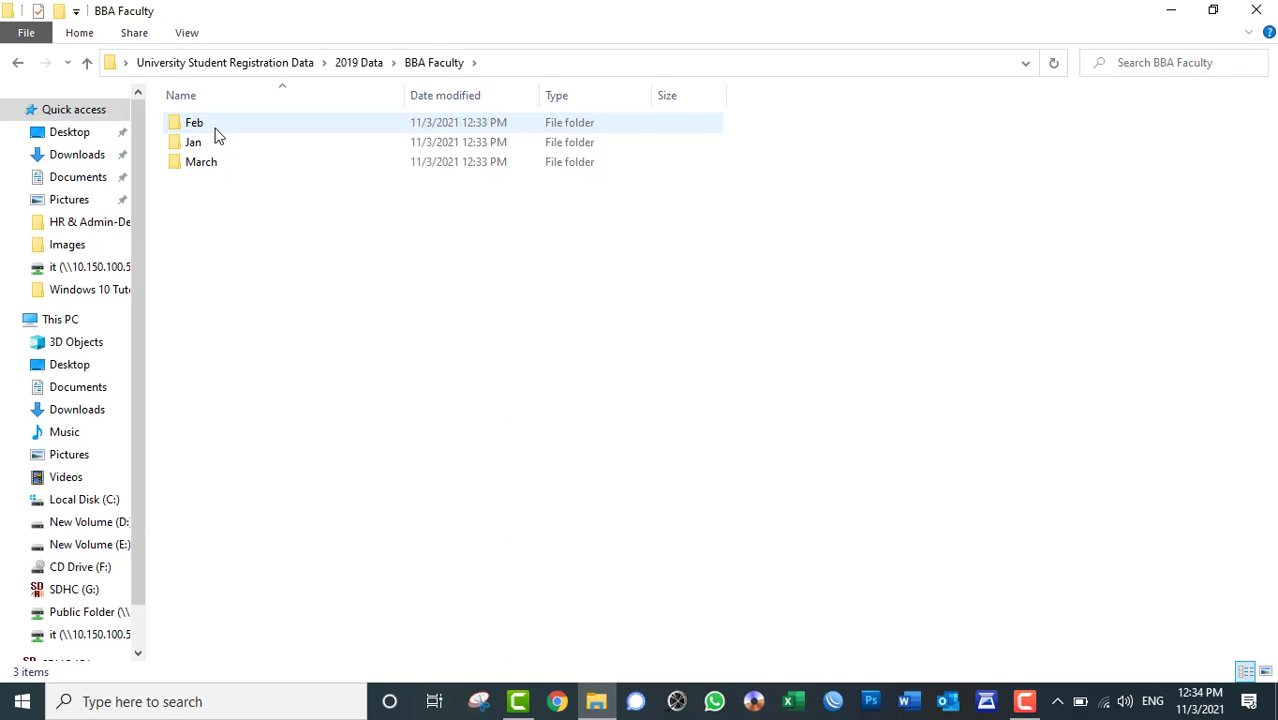 BBA Faculty
File Home Share View
University Student Registration Data 2019 Data BBA Faculty Search BBA Faculty
Name Date modified Type Size
Feb 11/3/2021 12:33 PM File folder
Jan 11/3/2021 12:33 PM File folder
March 11/3/2021 12:33 PM File folder
Quick access
Desktop
Downloads
Documents
Pictures
HR & Admin-De
Images
it (\\10.150.100.5
Windows 10 Tut
This PC
3D Objects
Desktop
Documents
Downloads
Music
Pictures
Videos
Local Disk (C:)
New Volume (D:
New Volume (E:)
CD Drive (F:)
SDHC (G:)
Public Folder (\\
it (\\10.150.100.5
3 items
Type here to search
ENG
12:34 PM
11/3/2021